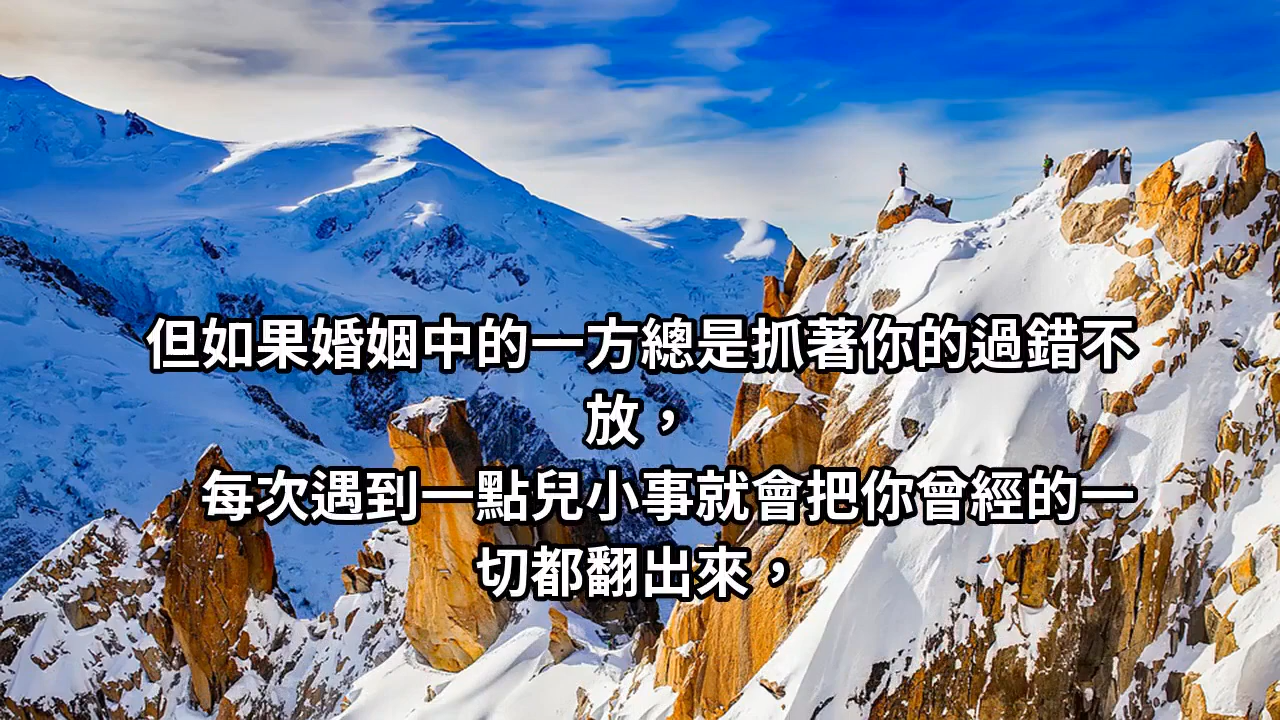 但如果婚姻中的一方總是抓著你的過錯不
放，
每次遇到一點兒小事就會把你曾經的一
切都翻出來，